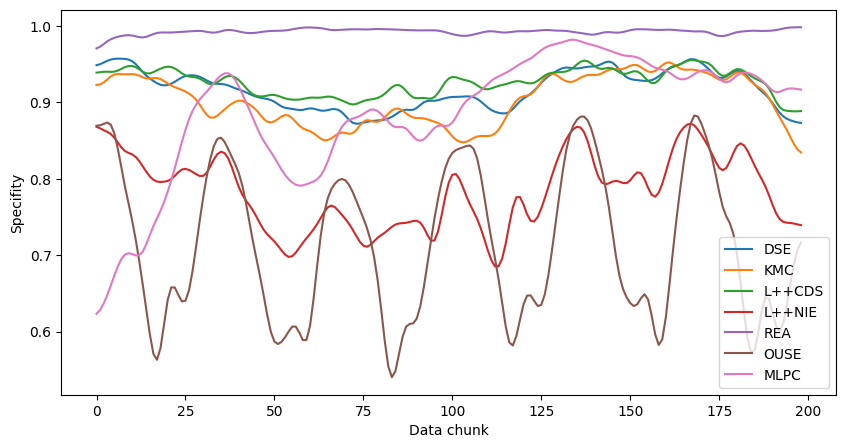 1.0
0.9
0.8
0.7
0.6
Specifity
0
25
50
75
100
125
150
175
200
Data chunk
DSE
KMC
L++CDS
L++NIE
REA
OUSE
MLPC